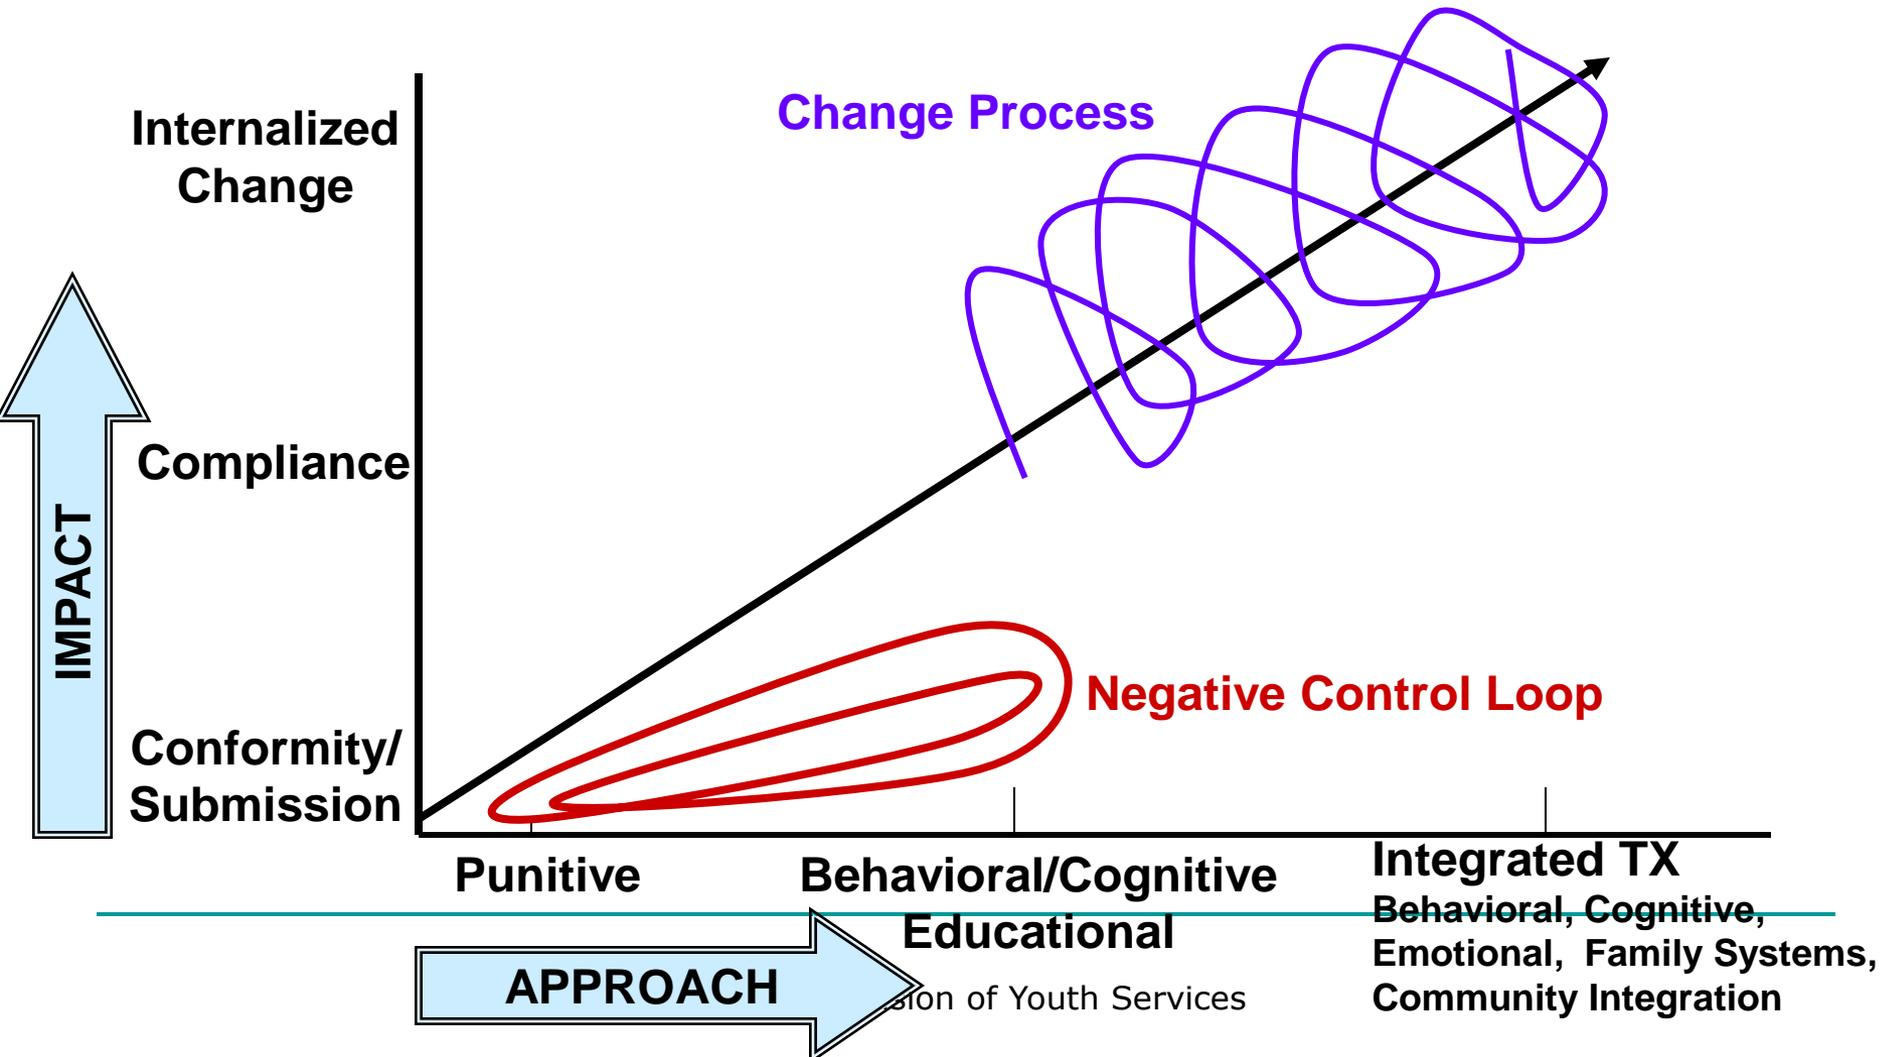 Change Process
Internalized
Change
Compliance
IMPACT
Negative Control Loop
Conformity/
Submission
Punitive
Behavioral/Cognitive
Educational
Integrated TX
Behavioral, Cognitive,
Emotional, Family Systems,
Community Integration
APPROACH
of Youth Services